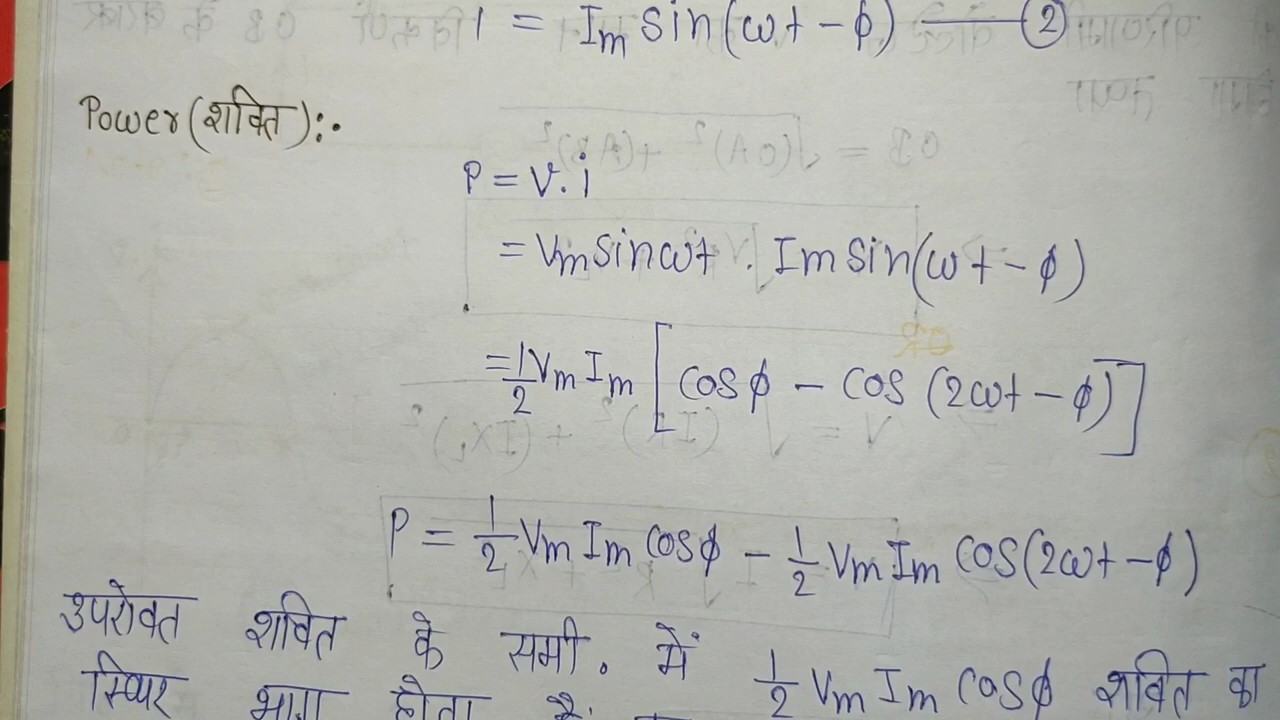 i = Im sin(ωt - ϕ) —— ②
Power (शक्ति):-
P = V.i
= Vm sinωt . Im sin(ωt - ϕ)
= 1/2 Vm Im [cosϕ - cos (2ωt - ϕ)]
P = 1/2 Vm Im cosϕ - 1/2 Vm Im cos(2ωt - ϕ)
उपरोक्त शक्ति के समी. में 1/2 Vm Im cosϕ शक्ति का
स्थिर भाग होता है